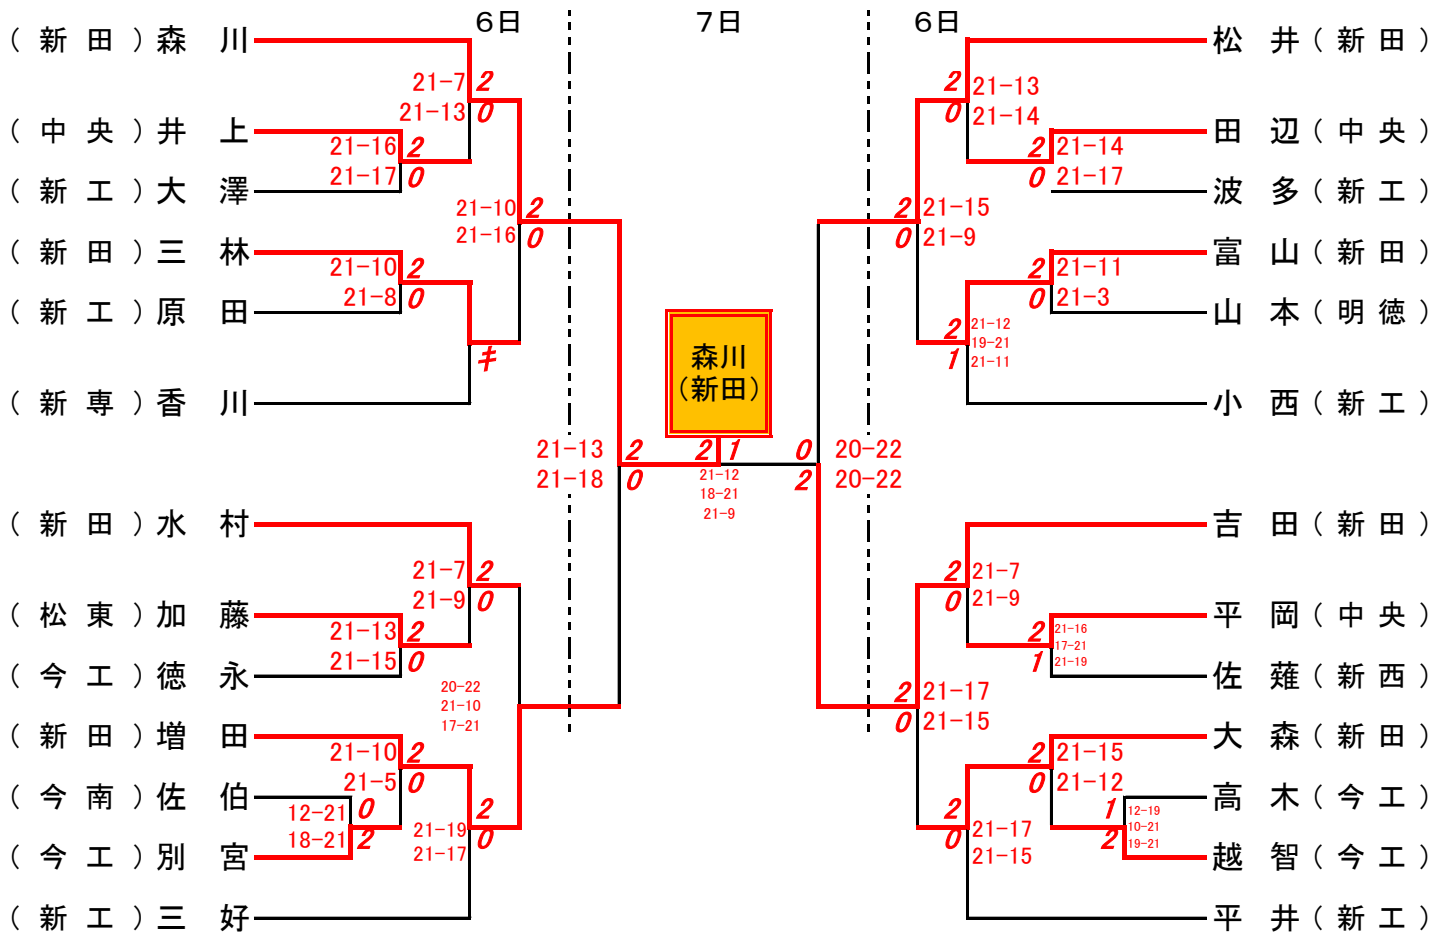 ６日
７日
６日
（新田）森川
（中央）井上
（新工）大澤
（新田）三林
（新工）原田
（新専）香川
（新田）水村
（松東）加藤
（今工）徳永
（新田）増田
（今南）佐伯
（今工）別宮
（新工）三好
21-7 2
21-13 0
21-16 2
21-17 0
21-10 2
21-16 0
21-10 2
21-8 0
キ
21-13 2
21-18 0
21-7 2
21-9 0
21-13 2
21-15 0
20-22
21-10
17-21
21-10 2
21-5 0
12-21 0
18-21 2
21-19 2
21-17 0
森川
（新田）
2 1
21-12
18-21
21-9
0 20-22
2 20-22
2 21-13
0 21-14
2 21-14
0 21-17
2 21-15
0 21-9
2 21-11
0 21-3
2 21-12
19-21
1 21-11
2 21-7
0 21-9
2 21-16
17-21
1 21-19
2 21-17
0 21-15
2 21-15
0 21-12
1 12-19
10-21
2 19-21
2 21-17
0 21-15
松井（新田）
田辺（中央）
波多（新工）
富山（新田）
山本（明徳）
小西（新工）
吉田（新田）
平岡（中央）
佐薙（新西）
大森（新田）
高木（今工）
越智（今工）
平井（新工）